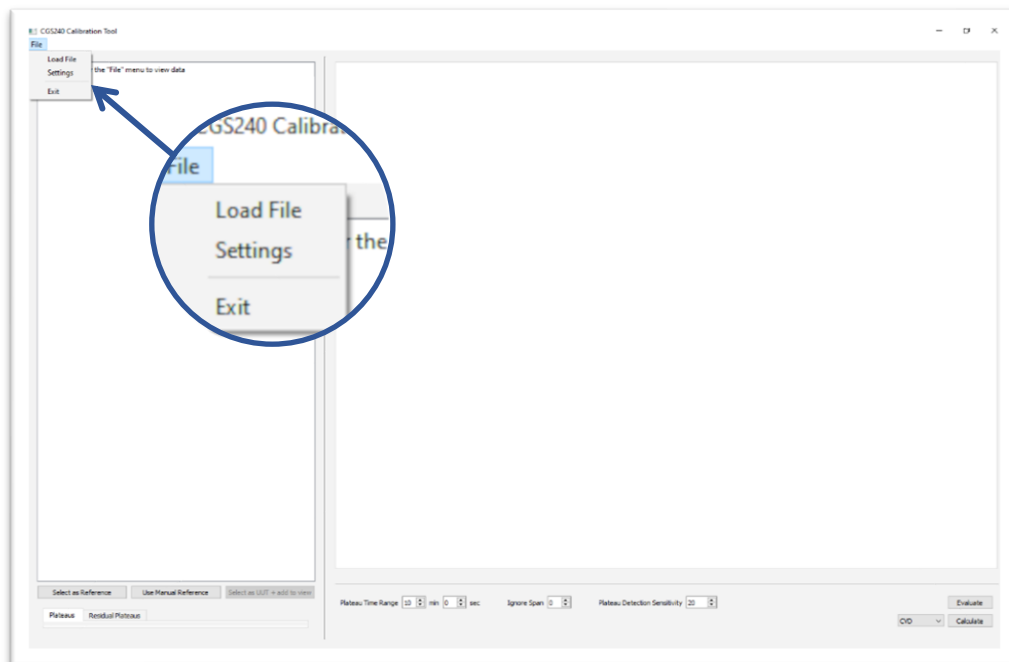 CGS240 Calibration Tool
File
Load File
Settings
Exit
the "File" menu to view data
CGS240 Calibra
File
Load File
Settings
Exit
r the
Select as Reference
Use Manual Reference
Select as UUT + add to view
Plateaus
Residual Plateaus
Plateau Time Range 10 min 0 sec
Ignore Span 0
Plateau Detection Sensitivity 20
Evaluate
CVD
Calculate